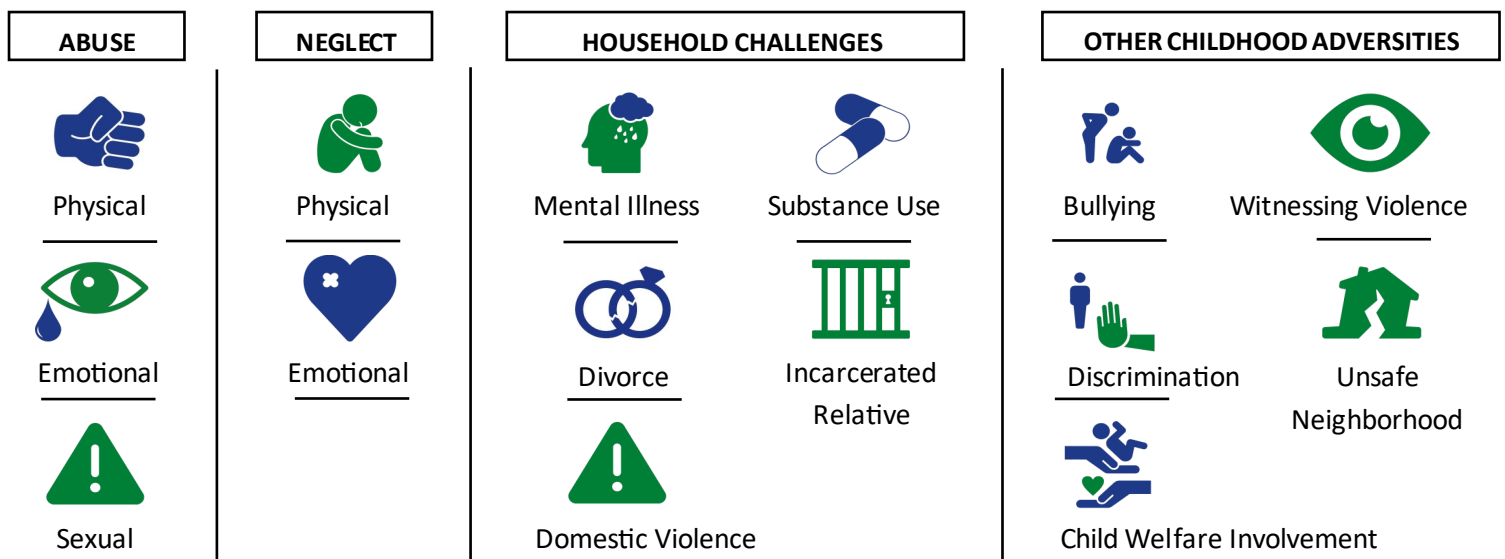 ABUSE
Physical
Emotional
Sexual
NEGLECT
Physical
Emotional
HOUSEHOLD CHALLENGES
Mental Illness
Substance Use
Divorce
Incarcerated
Relative
Domestic Violence
OTHER CHILDHOOD ADVERSITIES
Bullying
Witnessing Violence
Discrimination
Unsafe
Neighborhood
Child Welfare Involvement